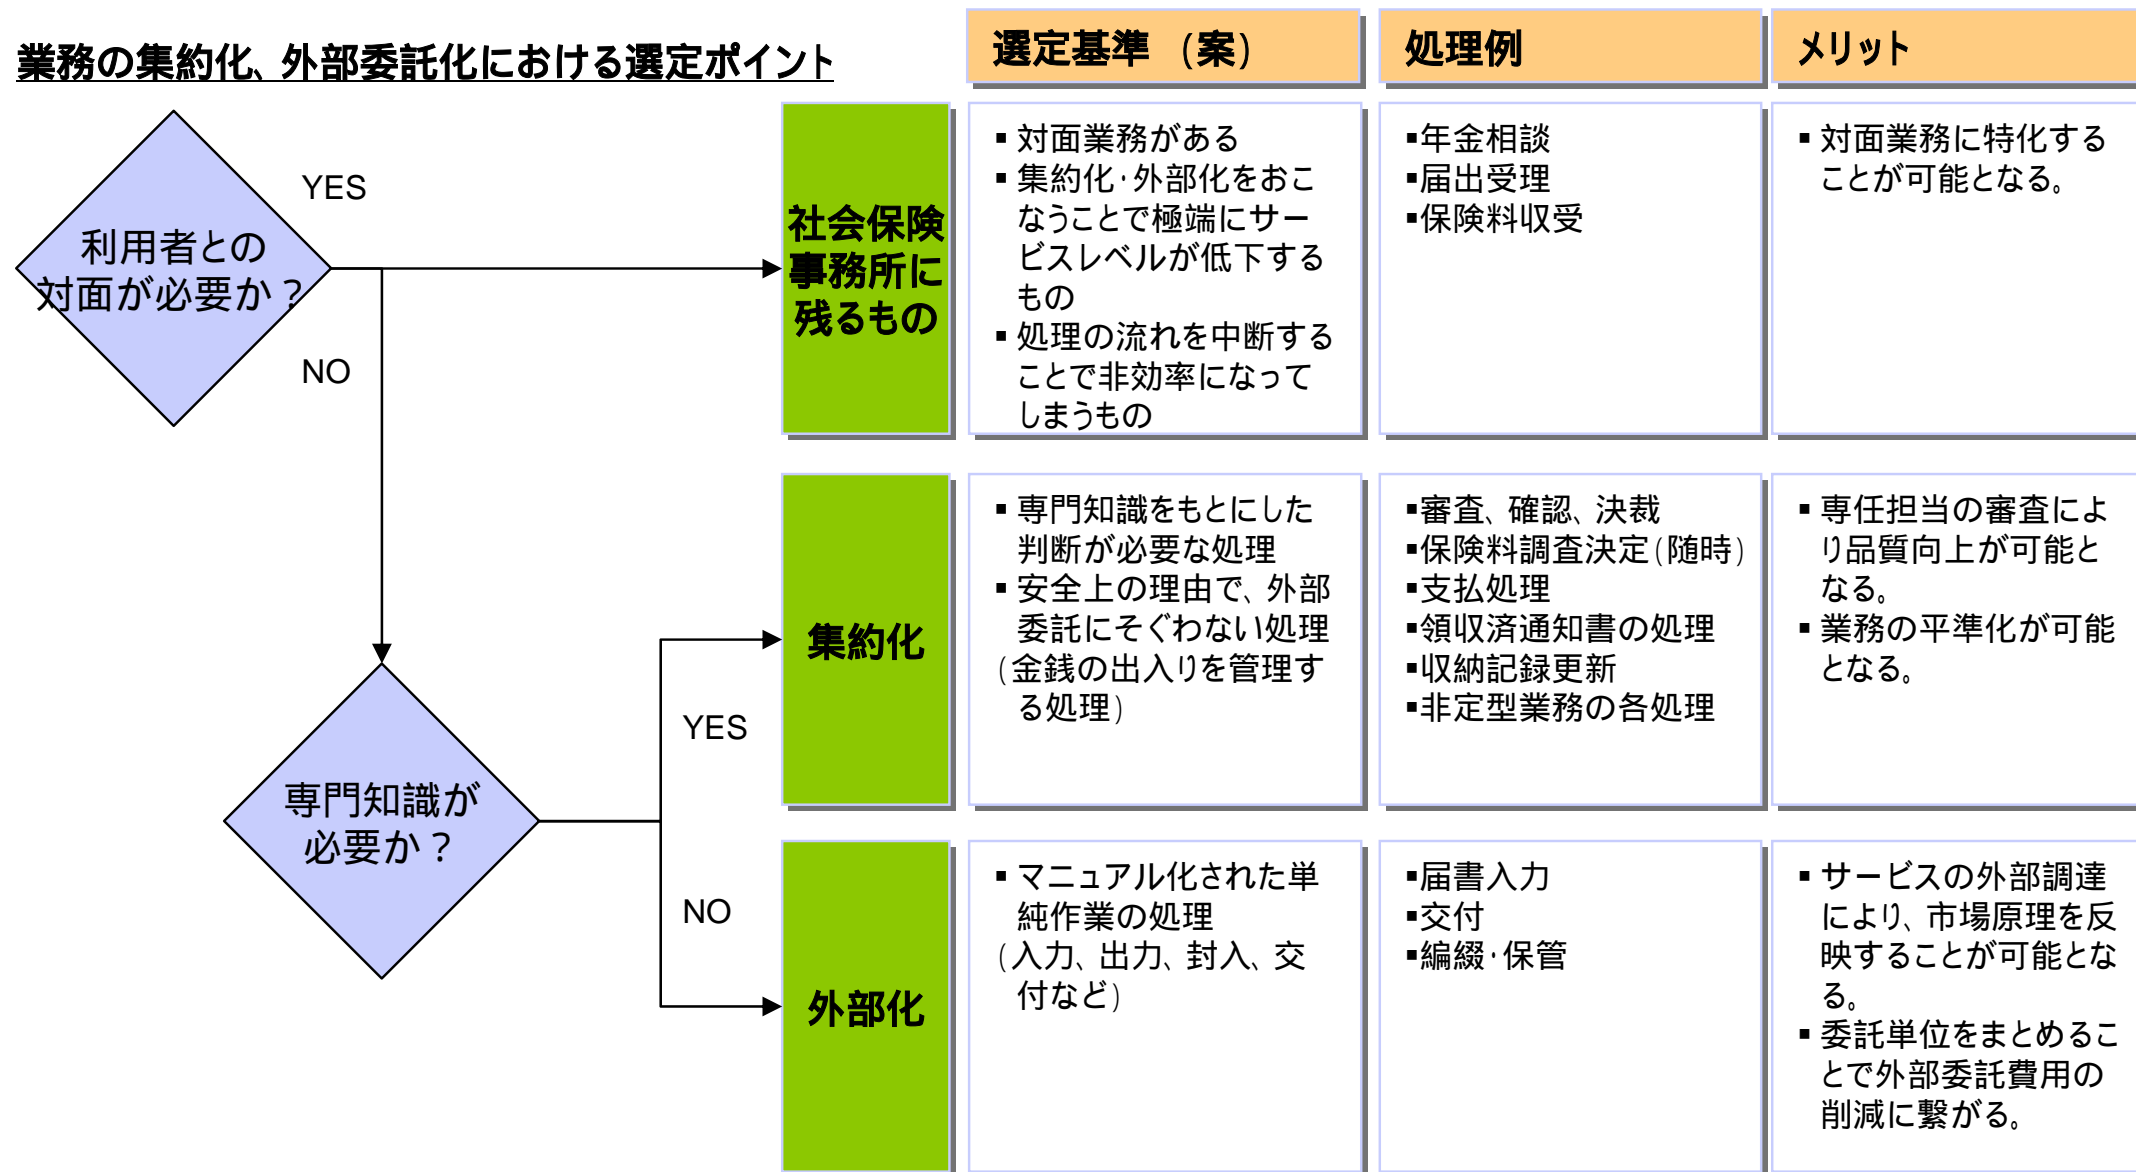 業務の集約化、外部委託化における選定ポイント
選定基準 (案)
処理例
メリット
利用者との
対面が必要か？
YES
NO
社会保険
事務所に
残るもの
▪ 対面業務がある
▪ 集約化・外部化をおこ
なうことで極端にサー
ビスレベルが低下する
もの
▪ 処理の流れを中断する
ことで非効率になって
しまうもの
▪年金相談
▪届出受理
▪保険料収受
▪ 対面業務に特化する
ことが可能となる。
専門知識が
必要か？
YES
NO
集約化
▪ 専門知識をもとにした
判断が必要な処理
▪ 安全上の理由で、外部
委託にそぐわない処理
(金銭の出入りを管理す
る処理)
▪審査、確認、決裁
▪保険料調査決定(随時)
▪支払処理
▪領収済通知書の処理
▪収納記録更新
▪非定型業務の各処理
▪ 専任担当の審査によ
り品質向上が可能と
なる。
▪ 業務の平準化が可能
となる。
外部化
▪ マニュアル化された単
純作業の処理
(入力、出力、封入、交
付など)
▪届書入力
▪交付
▪編綴・保管
▪ サービスの外部調達
により、市場原理を反
映することが可能とな
る。
▪ 委託単位をまとめるこ
とで外部委託費用の
削減に繋がる。